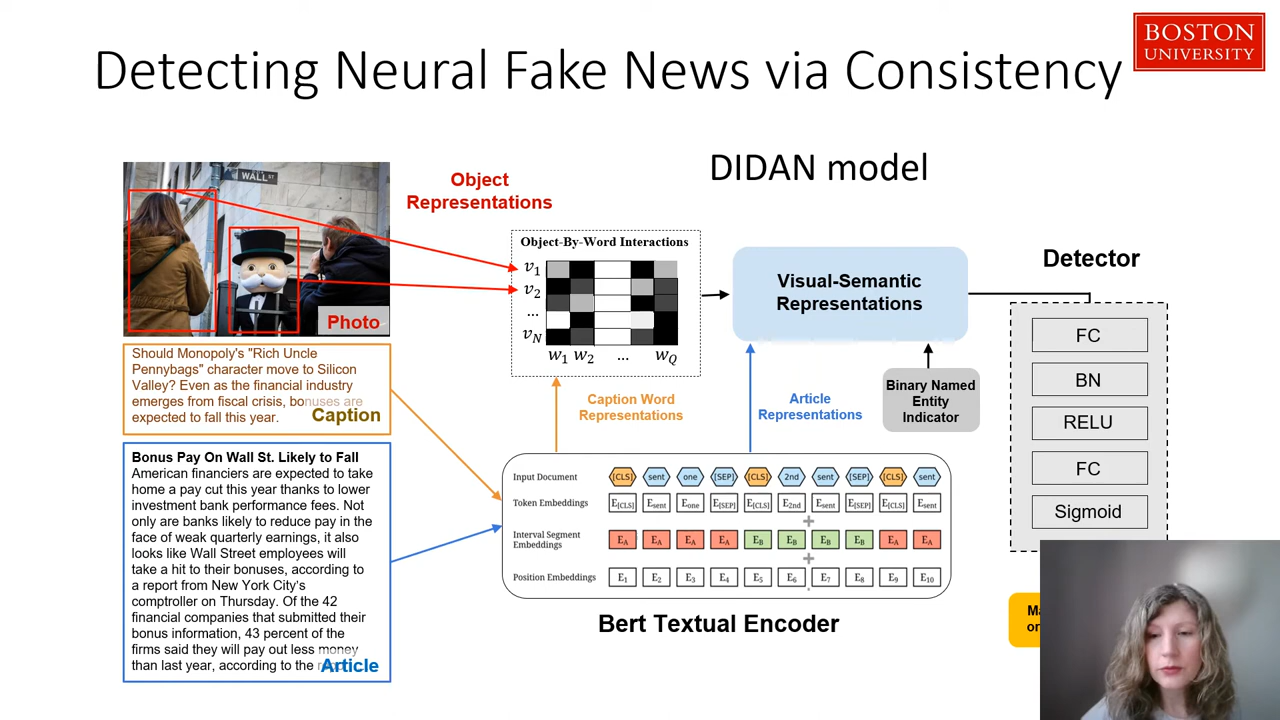 Detecting Neural Fake News via Consistency
BOSTON
UNIVERSITY
DIDAN model
WALL ST
Photo
Should Monopoly's "Rich Uncle
Pennybags" character move to Silicon
Valley? Even as the financial industry
emerges from fiscal crisis, bonuses are
expected to fall this year.
Caption
Bonus Pay On Wall St. Likely to Fall
American financiers are expected to take
home a pay cut this year thanks to lower
investment bank performance fees. Not
only are banks likely to reduce pay in the
face of weak quarterly earnings, it also
looks like Wall Street employees will
take a hit to their bonuses, according to
a report from New York City's
comptroller on Thursday. Of the 42
financial companies that submitted their
bonus information, 43 percent of the
firms said they will pay out less money
than last year, according to the
Article
Object
Representations
Object-By-Word Interactions
v1
v2
...
vN
w1 w2 ... wQ
Caption Word
Representations
Visual-Semantic
Representations
Article
Representations
Binary Named
Entity
Indicator
Detector
FC
BN
RELU
FC
Sigmoid
Input Document [CLS] sent one [SEP] [CLS] 2nd sent [SEP] [CLS] sent
Token Embeddings E[CLS] Esent Eone E[SEP] E[CLS] E2nd Esent E[SEP] E[CLS] Esent
+
Interval Segment
Embeddings EA EA EA EA EB EB EB EB EA EA
+
Position Embeddings E1 E2 E3 E4 E5 E6 E7 E8 E9 E10
Bert Textual Encoder